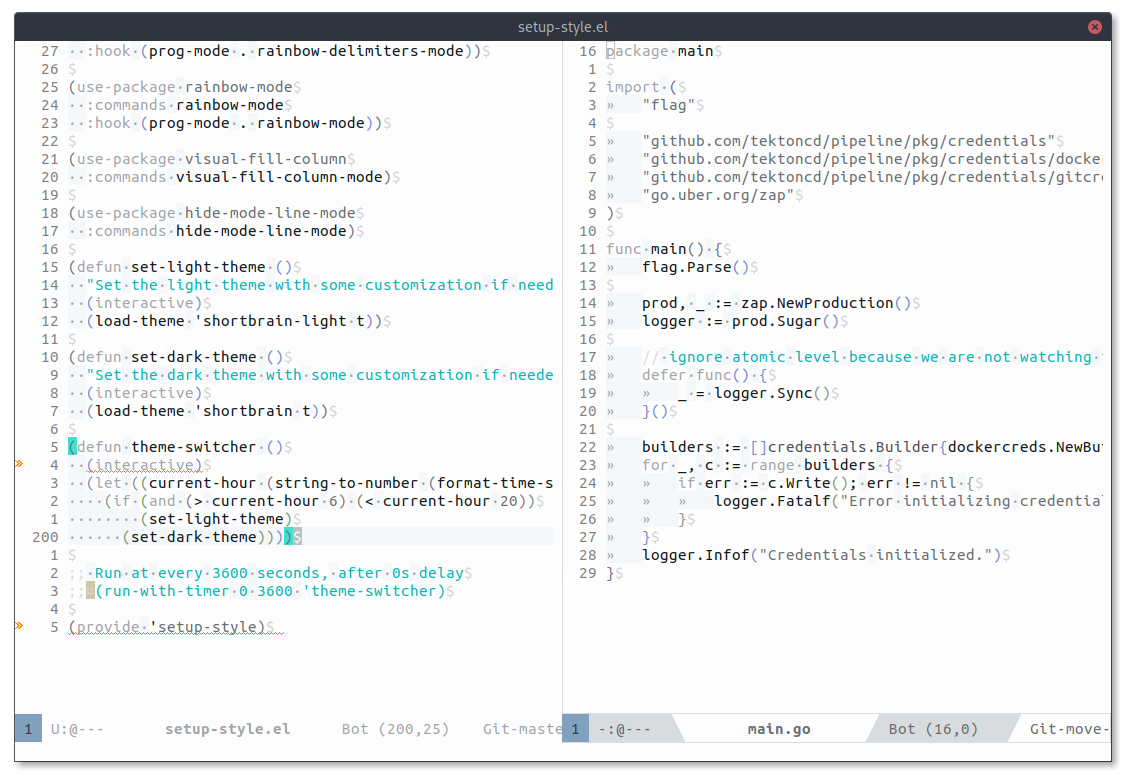 setup-style.el
27 ··:hook·(prog-mode·.·rainbow-delimiters-mode))$
26 $
25 (use-package·rainbow-mode$
24 ··:commands·rainbow-mode$
23 ··:hook·(prog-mode·.·rainbow-mode))$
22 $
21 (use-package·visual-fill-column$
20 ··:commands·visual-fill-column-mode)$
19 $
18 (use-package·hide-mode-line-mode$
17 ··:commands·hide-mode-line-mode)$
16 $
15 (defun·set-light-theme·()$
14 ··"Set·the·light·theme·with·some·customization·if·need
13 ··(interactive)$
12 ··(load-theme·'shortbrain-light·t))$
11 $
10 (defun·set-dark-theme·()$
9 ··"Set·the·dark·theme·with·some·customization·if·neede
8 ··(interactive)$
7 ··(load-theme·'shortbrain·t))$
6 $
5 (defun·theme-switcher·()$
4 ··(interactive)$
3 ··(let·((current-hour·(string-to-number·(format-time-s
2 ····(if·(and·(>·current-hour·6)·(<·current-hour·20))$
1 ········(set-light-theme)$
200 ······(set-dark-theme))))$
1 $
2 ;;·Run·at·every·3600·seconds,·after·0s·delay$
3 ;;·(run-with-timer·0·3600·'theme-switcher)$
4 $
5 (provide·'setup-style)$
1 U:@--- setup-style.el Bot (200,25) Git-maste
16 package·main$
1 $
2 import·($
3 » "flag"$
4 $
5 » "github.com/tektoncd/pipeline/pkg/credentials"$
6 » "github.com/tektoncd/pipeline/pkg/credentials/docke
7 » "github.com/tektoncd/pipeline/pkg/credentials/gitcre
8 » "go.uber.org/zap"$
9 )$
10 $
11 func·main()·{$
12 » flag.Parse()$
13 $
14 » prod,·_·:=·zap.NewProduction()$
15 » logger·:=·prod.Sugar()$
16 $
17 » //·ignore·atomic·level·because·we·are·not·watching·
18 » defer·func()·{$
19 » » _·=·logger.Sync()$
20 » }()$
21 $
22 » builders·:=·[]credentials.Builder{dockercreds.NewBu
23 » for·_,·c·:=·range·builders·{$
24 » » if·err·:=·c.Write();·err·!=·nil·{$
25 » » » logger.Fatalf("Error·initializing·credential
26 » » }$
27 » }$
28 » logger.Infof("Credentials·initialized.")$
29 }$
1 -:@--- main.go Bot (16,0) Git-move-